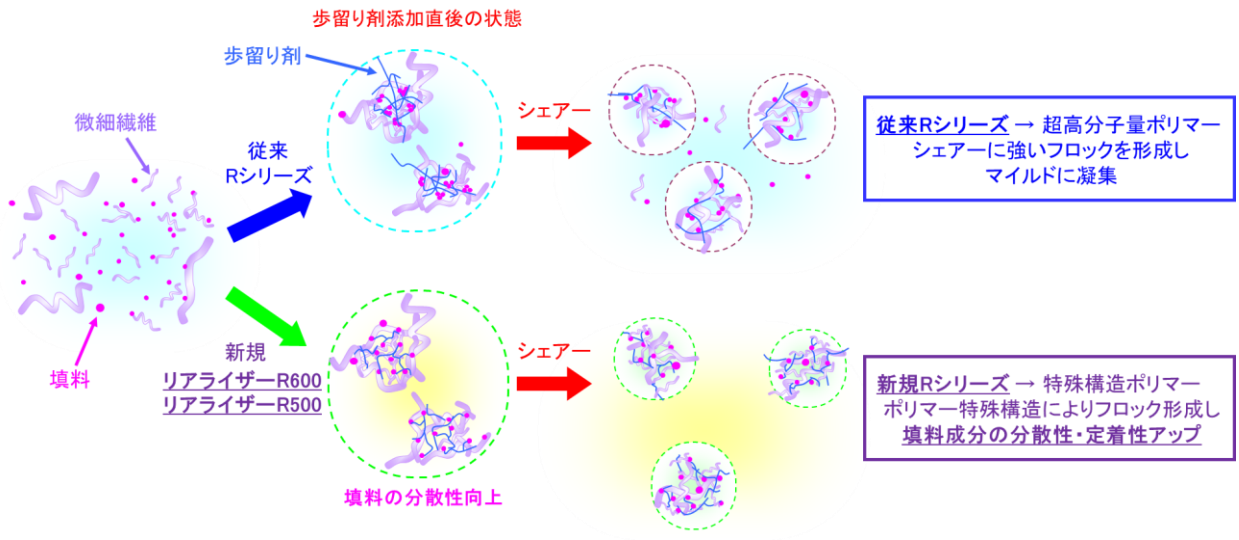 歩留り剤添加直後の状態
歩留り剤
微細繊維
従来
Rシリーズ
シェアー
従来Rシリーズ → 超高分子量ポリマー
シェアーに強いフロックを形成し
マイルドに凝集
填料
新規
リアライザーR600
リアライザーR500
シェアー
填料の分散性向上
新規Rシリーズ → 特殊構造ポリマー
ポリマー特殊構造によりフロック形成し
填料成分の分散性・定着性アップ